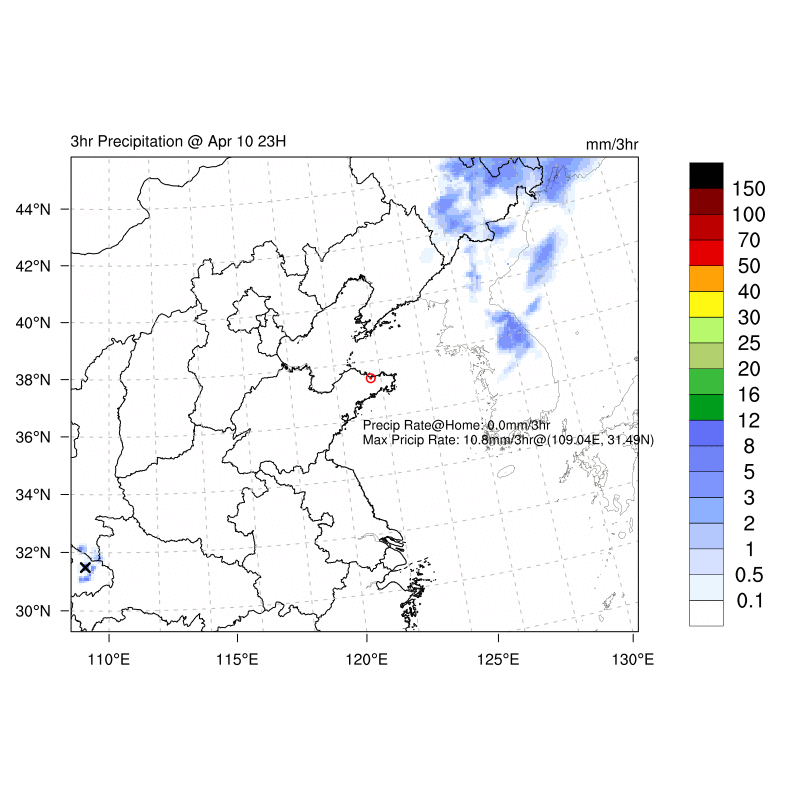 3hr Precipitation @ Apr 10 23H
mm/3hr
44°N
42°N
40°N
38°N
36°N
34°N
32°N
30°N
110°E
115°E
120°E
125°E
130°E
Precip Rate@Home: 0.0mm/3hr
Max Pricip Rate: 10.8mm/3hr@(109.04E, 31.49N)
150
100
70
50
40
30
25
20
16
12
8
5
3
2
1
0.5
0.1